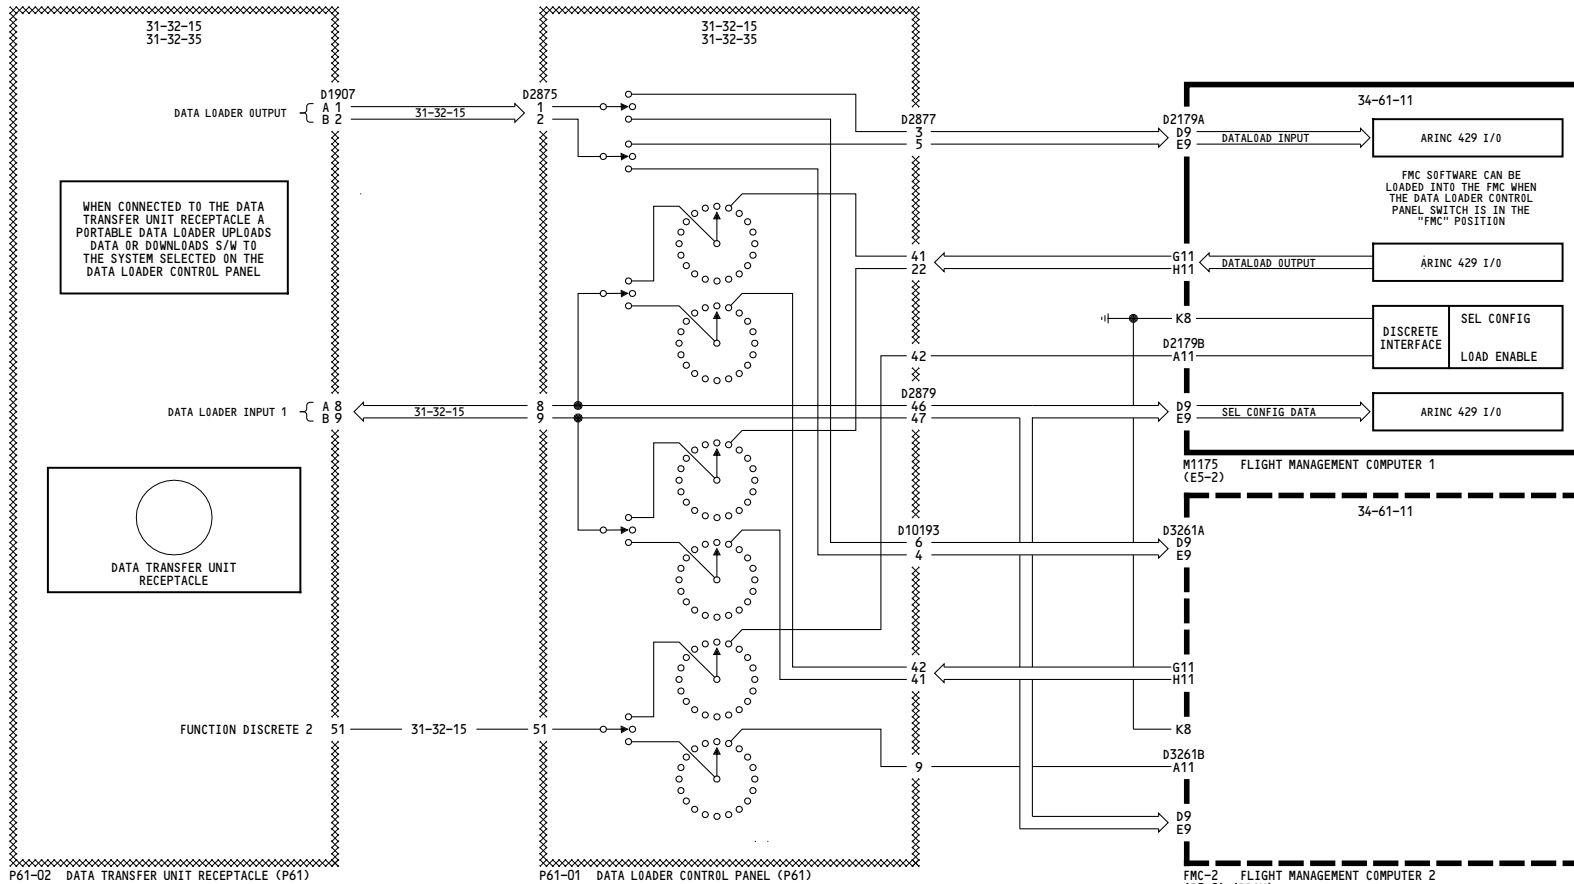 31-32-15
31-32-35
D1907
DATA LOADER OUTPUT { A 1
B 2
31-32-15
WHEN CONNECTED TO THE DATA
TRANSFER UNIT RECEPTACLE A
PORTABLE DATA LOADER UPLOADS
DATA OR DOWNLOADS S/W TO
THE SYSTEM SELECTED ON THE
DATA LOADER CONTROL PANEL
DATA LOADER INPUT 1 { A 8
B 9
31-32-15
DATA TRANSFER UNIT
RECEPTACLE
FUNCTION DISCRETE 2 51
31-32-15
P61-02 DATA TRANSFER UNIT RECEPTACLE (P61)
31-32-15
31-32-35
D2875
1
2
8
9
51
D2877
3
5
41
22
42
D2879
46
47
D10193
6
4
42
41
9
P61-01 DATA LOADER CONTROL PANEL (P61)
34-61-11
D2179A
D9
E9
DATALOAD INPUT
ARINC 429 I/O
FMC SOFTWARE CAN BE
LOADED INTO THE FMC WHEN
THE DATA LOADER CONTROL
PANEL SWITCH IS IN THE
"FMC" POSITION
G11
H11
DATALOAD OUTPUT
ARINC 429 I/O
K8
D2179B
A11
DISCRETE
INTERFACE
SEL CONFIG
LOAD ENABLE
D9
E9
SEL CONFIG DATA
ARINC 429 I/O
M1175 FLIGHT MANAGEMENT COMPUTER 1
(E5-2)
34-61-11
D3261A
D9
E9
G11
H11
K8
D3261B
A11
D9
E9
FMC-2 FLIGHT MANAGEMENT COMPUTER 2